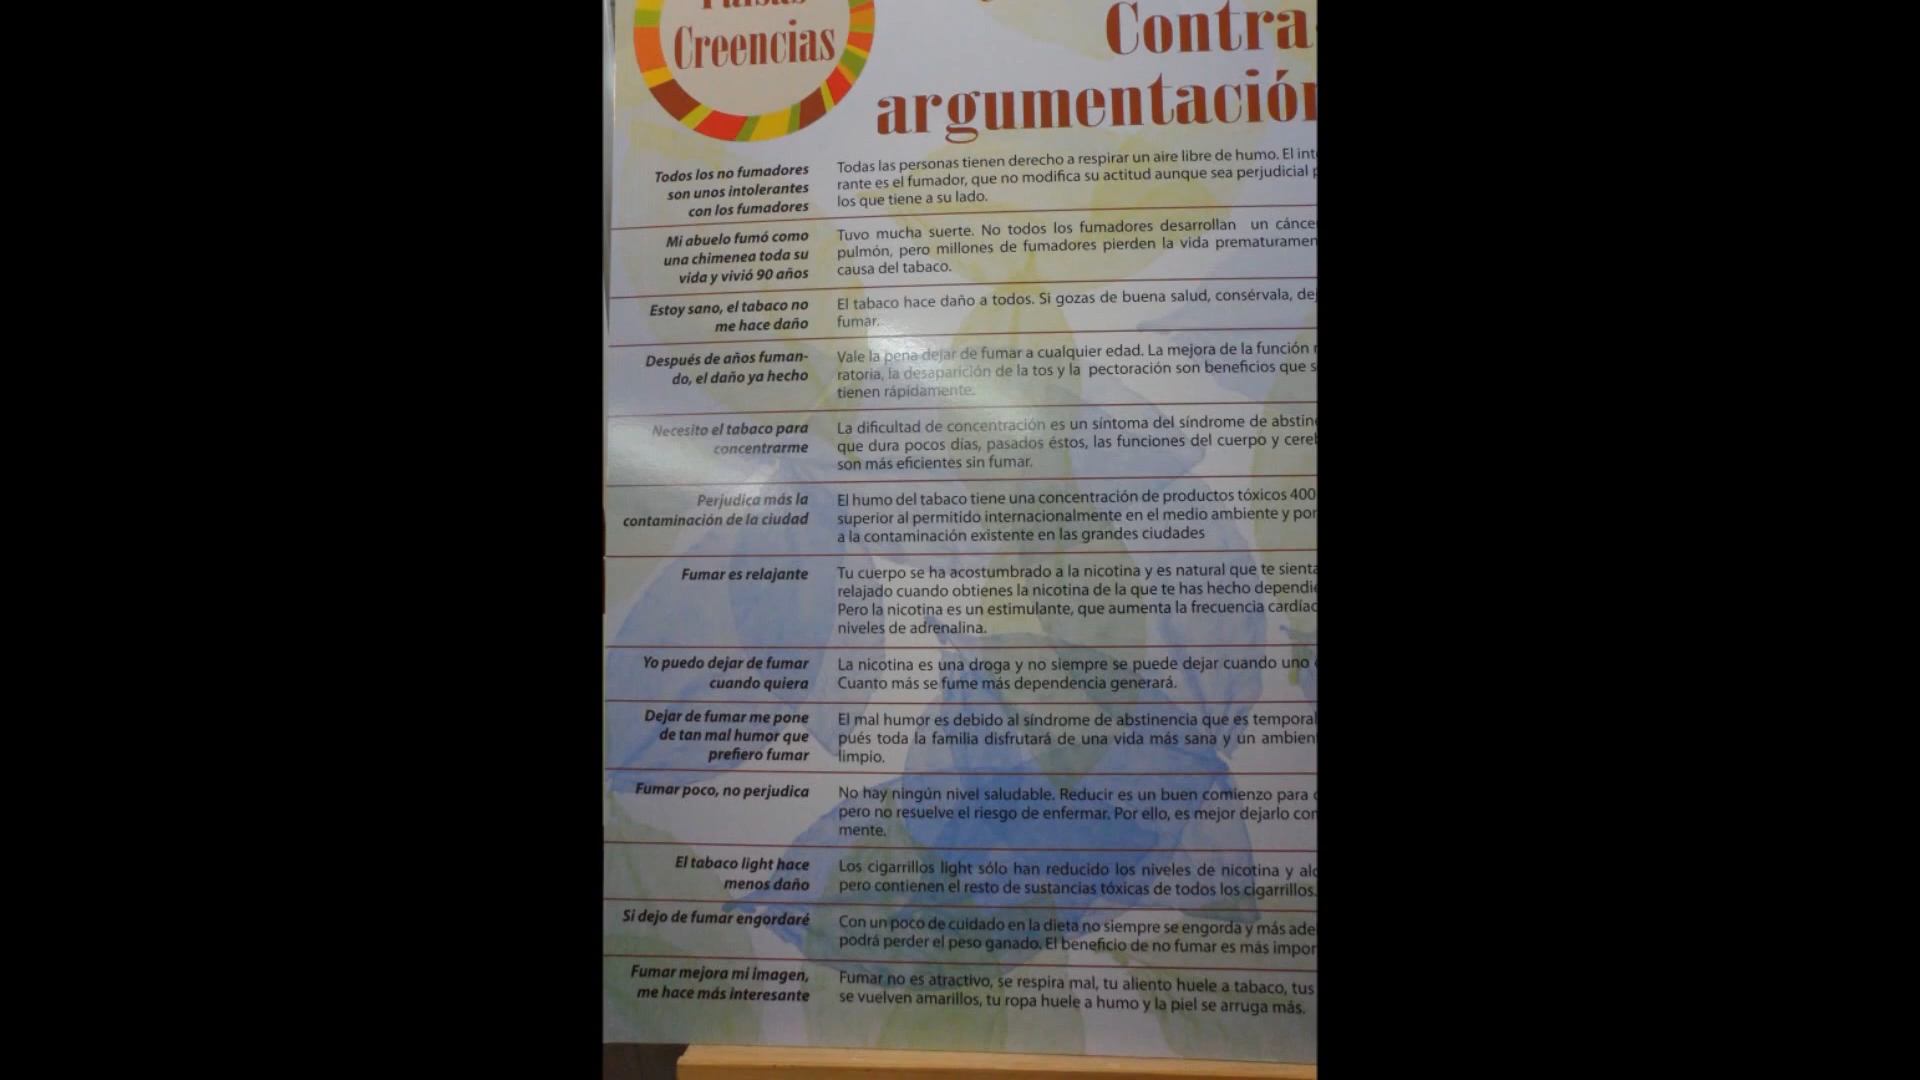 Creencias
Contra
argumentación
Todos los no fumadores
son unos intolerantes
con los fumadores
Todas las personas tienen derecho a respirar un aire libre de humo. El
rante es el fumador, que no modifica su actitud aunque sea perjudicial
los que tiene a su lado.
Mi abuelo fumó como
una chimenea toda su
vida y vivió 90 años
Tuvo mucha suerte. No todos los fumadores desarrollan un
pulmón, pero millones de fumadores pierden la vida
causa del tabaco.
Estoy sano, el tabaco no
me hace daño
El tabaco hace daño a todos. Si gozas de buena salud, consérvala,
fumar.
Después de años fuman-
do, el daño ya hecho
Vale la pena dejar de fumar a cualquier edad. La mejora de la función
ratoria, la desaparición de la tos y la pectoración son beneficios que
tienen rápidamente.
Necesito el tabaco para
concentrarme
La dificultad de concentración es un síntoma del síndrome de
que dura pocos días, pasados éstos, las funciones del cuerpo y
son más eficientes sin fumar.
Perjudica más la
contaminación de la ciudad
El humo del tabaco tiene una concentración de productos tóxicos 400
superior al permitido internacionalmente en el medio ambiente y por
a la contaminación existente en las grandes ciudades
Fumar es relajante
Tu cuerpo se ha acostumbrado a la nicotina y es natural que te
relajado cuando obtienes la nicotina de la que te has hecho
Pero la nicotina es un estimulante, que aumenta la frecuencia
niveles de adrenalina.
Yo puedo dejar de fumar
cuando quiera
La nicotina es una droga y no siempre se puede dejar cuando uno
Cuanto más se fume más dependencia generará.
Dejar de fumar me pone
de tan mal humor que
prefiero fumar
El mal humor es debido al síndrome de abstinencia que es temporal
pués toda la familia disfrutará de una vida más sana y un
limpio.
Fumar poco, no perjudica
No hay ningún nivel saludable. Reducir es un buen comienzo para
pero no resuelve el riesgo de enfermar. Por ello, es mejor dejarlo
mente.
El tabaco light hace
menos daño
Los cigarrillos light sólo han reducido los niveles de nicotina y
pero contienen el resto de sustancias tóxicas de todos los cigarrillos.
Si dejo de fumar engordaré
Con un poco de cuidado en la dieta no siempre se engorda y más
podrá perder el peso ganado. El beneficio de no fumar es más
Fumar mejora mi imagen,
me hace más interesante
Fumar no es atractivo, se respira mal, tu aliento huele a tabaco, tus
se vuelven amarillos, tu ropa huele a humo y la piel se arruga más.